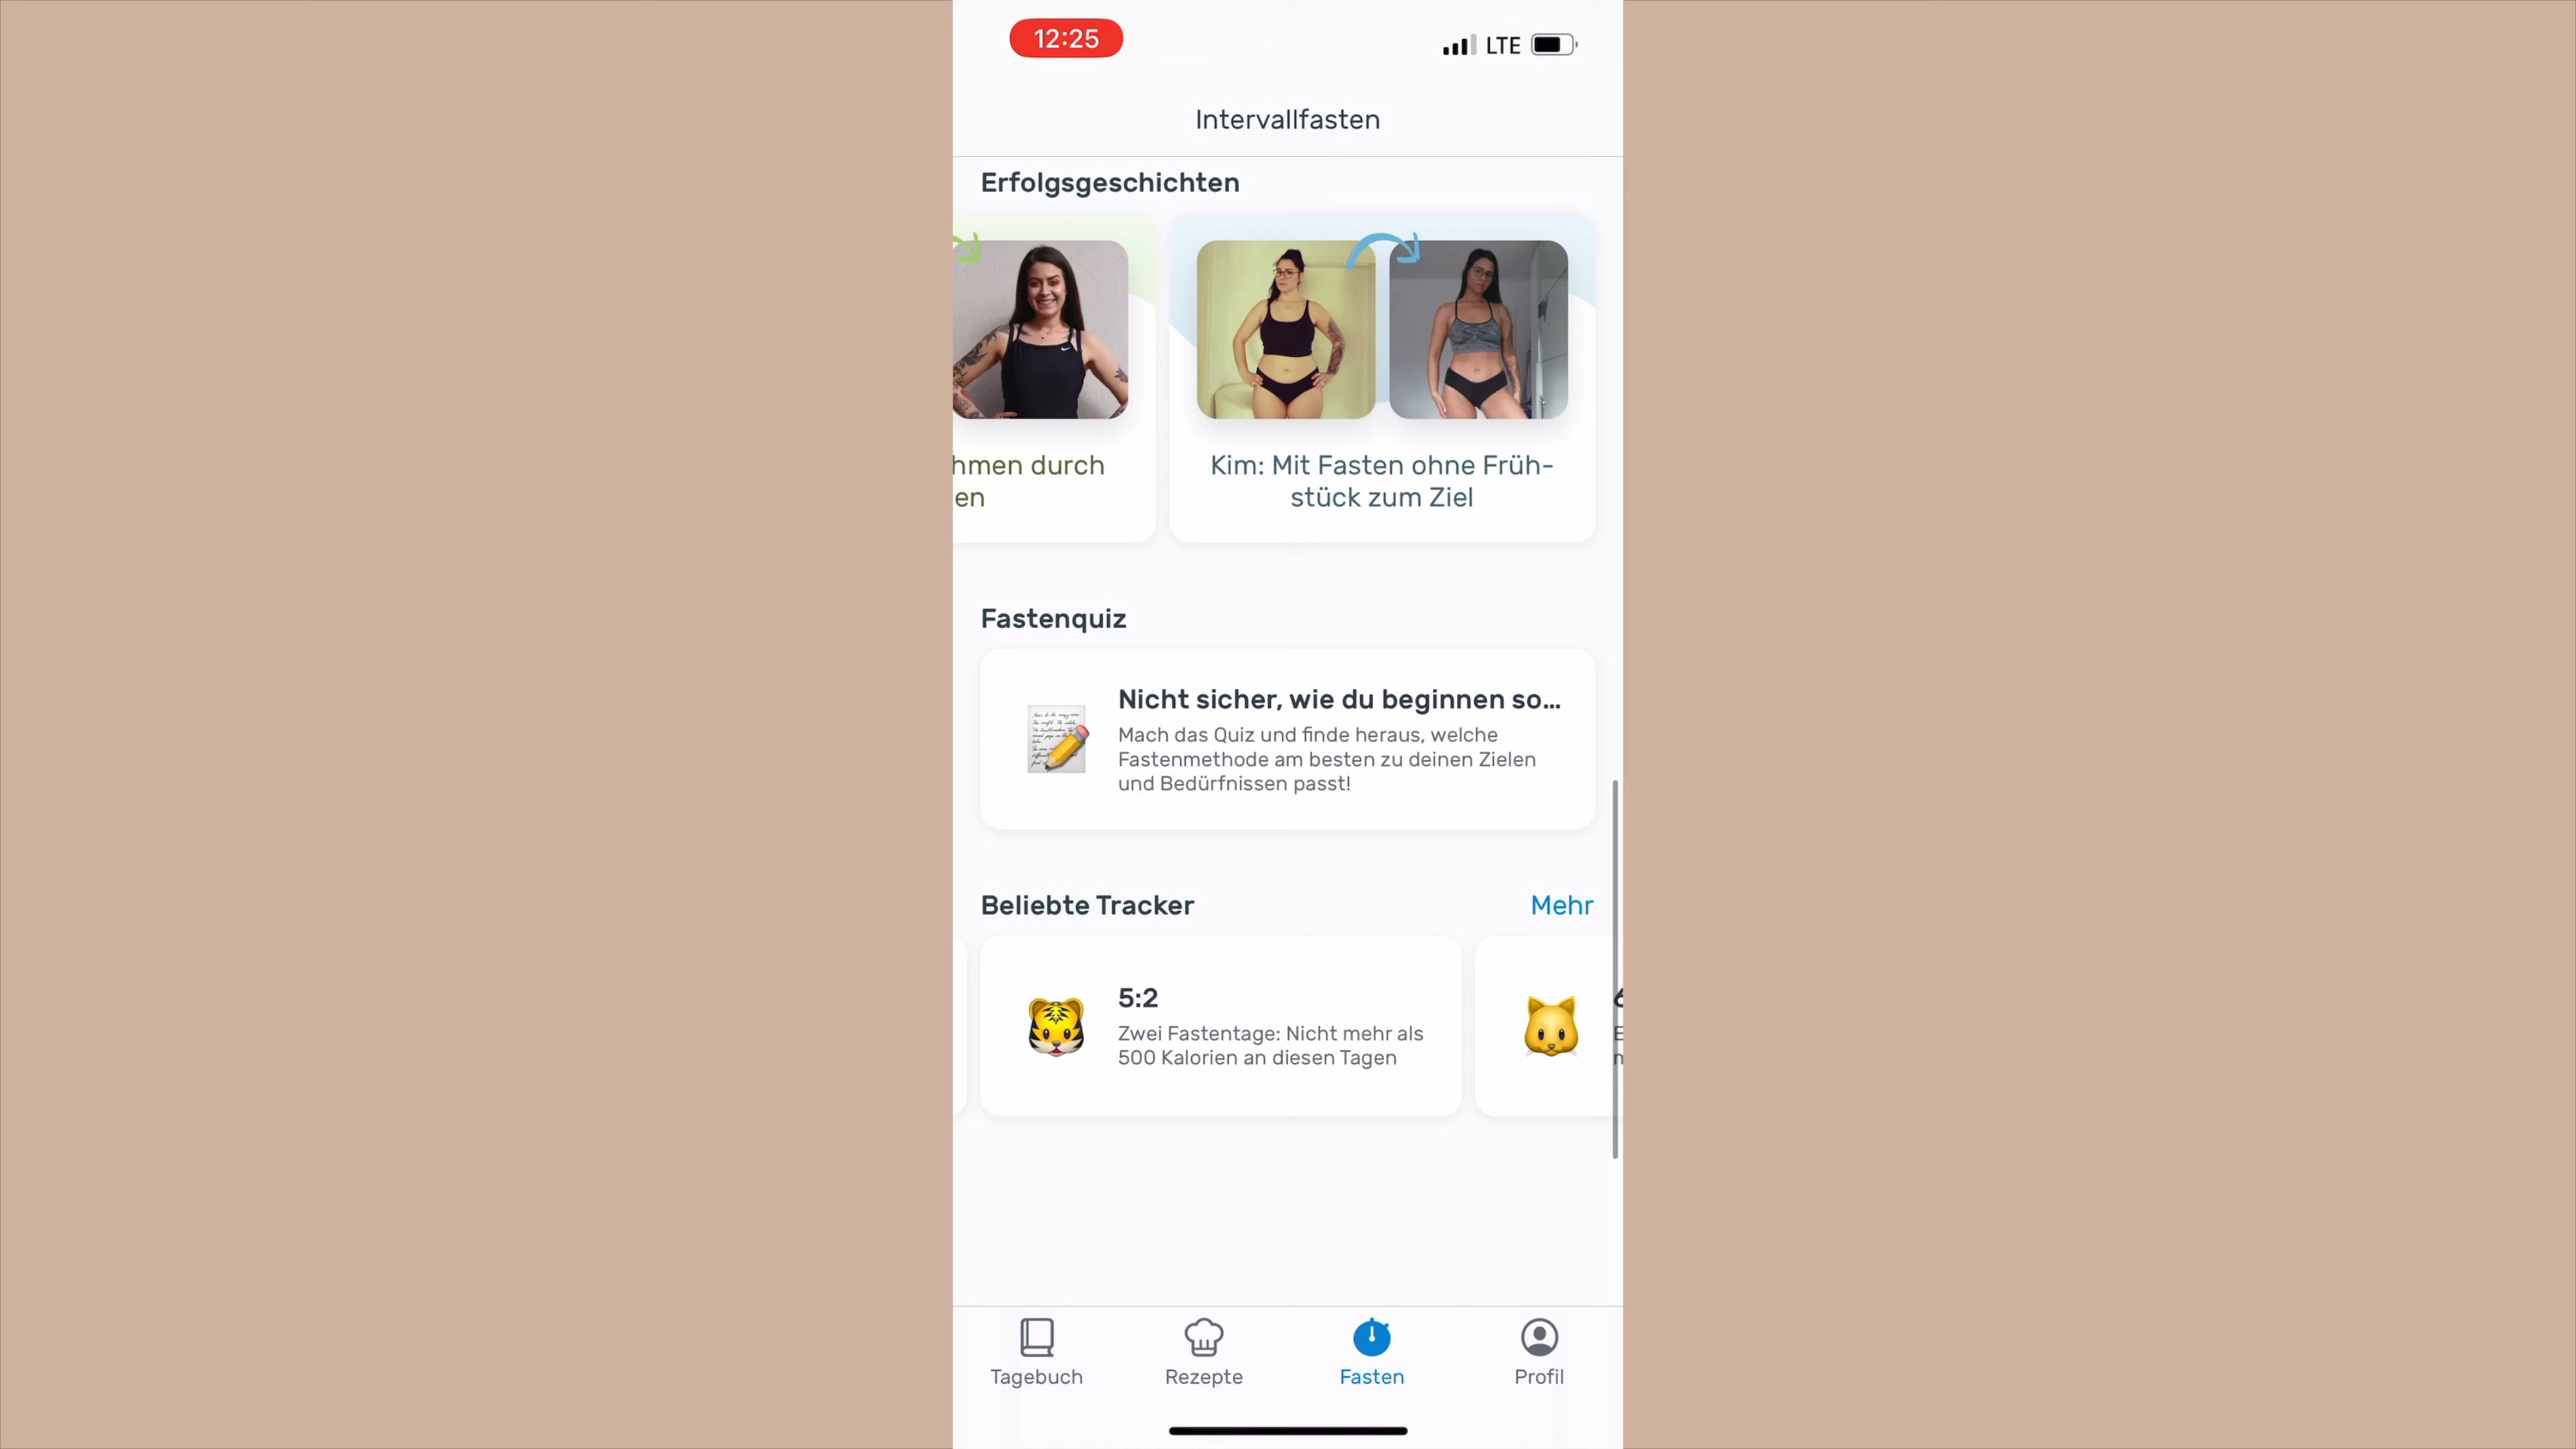 12:25
LTE
Intervallfasten
Erfolgsgeschichten
hmen durch
en
Kim: Mit Fasten ohne Früh-
stück zum Ziel
Fastenquiz
Nicht sicher, wie du beginnen so...
Mach das Quiz und finde heraus, welche
Fastenmethode am besten zu deinen Zielen
und Bedürfnissen passt!
Beliebte Tracker
Mehr
5:2
Zwei Fastentage: Nicht mehr als
500 Kalorien an diesen Tagen
Tagebuch
Rezepte
Fasten
Profil